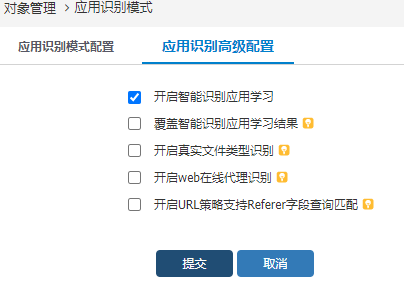 对象管理 > 应用识别模式
应用识别模式配置 应用识别高级配置
开启智能识别应用学习
覆盖智能识别应用学习结果
开启真实文件类型识别
开启web在线代理识别
开启URL策略支持Referer字段查询匹配
提交 取消